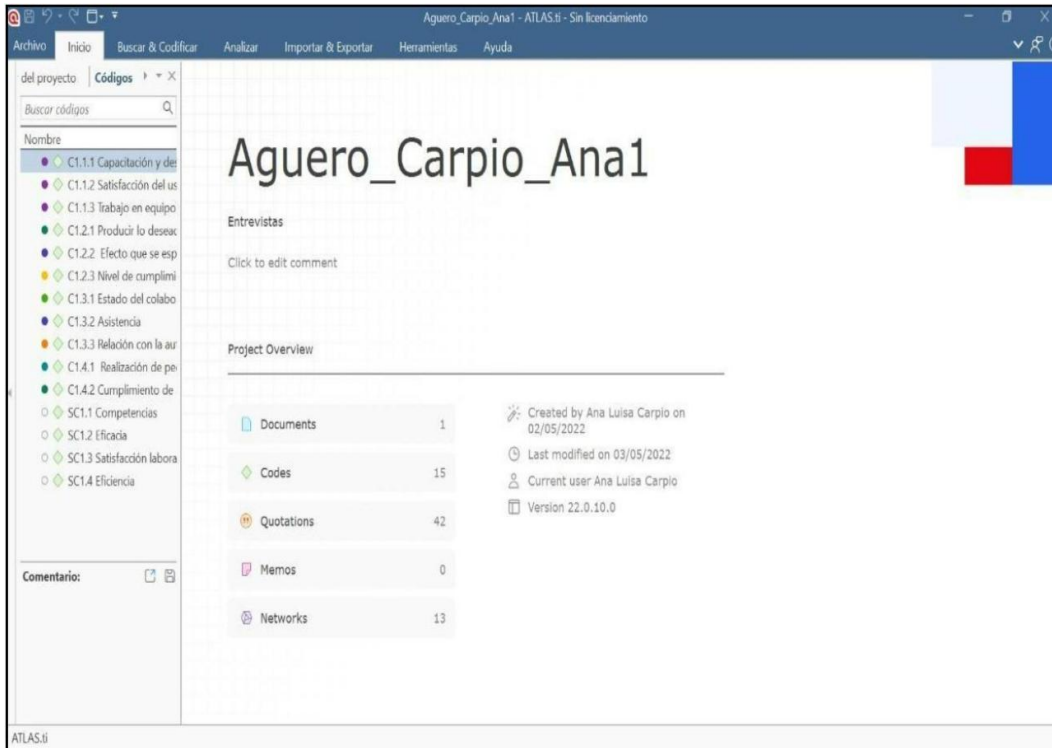 Aguero_Carpio_Ana1 - ATLAS.ti - Sin licenciamiento
Archivo Inicio Buscar & Codificar Analizar Importar & Exportar Herramientas Ayuda
del proyecto Códigos
Buscar códigos
Nombre
C1.1.1 Capacitación y des
C1.1.2 Satisfacción del us
C1.1.3 Trabajo en equipo
C1.2.1 Producir lo deseac
C1.2.2 Efecto que se esp
C1.2.3 Nivel de cumplimi
C1.3.1 Estado del colabo
C1.3.2 Asistencia
C1.3.3 Relación con la au
C1.4.1 Realización de pe
C1.4.2 Cumplimiento de
SC1.1 Competencias
SC1.2 Eficacia
SC1.3 Satisfacción labora
SC1.4 Eficiencia
Comentario:
Aguero_Carpio_Ana1
Entrevistas
Click to edit comment
Project Overview
Documents 1
Codes 15
Quotations 42
Memos 0
Networks 13
Created by Ana Luisa Carpio on
02/05/2022
Last modified on 03/05/2022
Current user Ana Luisa Carpio
Version 22.0.10.0
ATLAS.ti